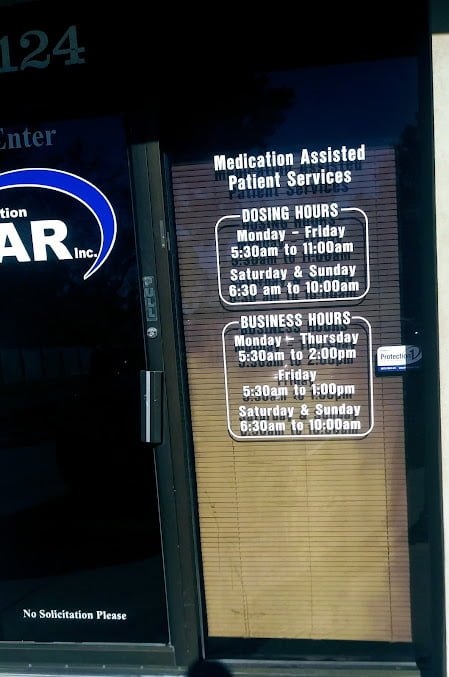 124
Enter
tion
AR Inc.
No Solicitation Please
Medication Assisted
Patient Services
DOSING HOURS
Monday - Friday
5:30am to 11:00am
Saturday & Sunday
6:30 am to 10:00am
BUSINESS HOURS
Monday - Thursday
5:30am to 2:00pm
Friday
5:30am to 1:00pm
Saturday & Sunday
6:30am to 10:00am
Protection1